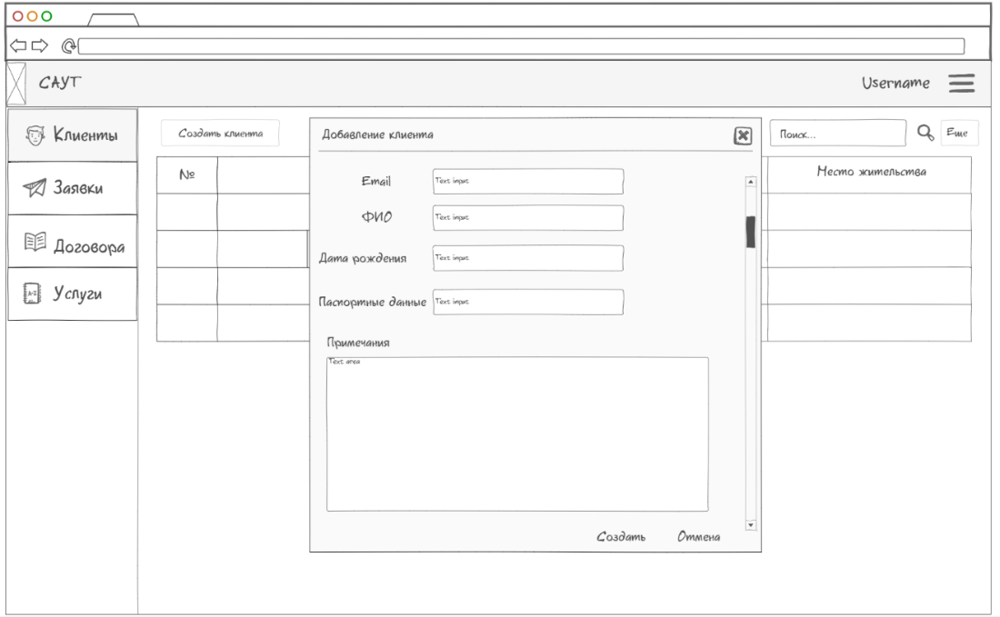 САУТ
Username
Клиенты
Заявки
Договора
A-Z
Услуги
Создать клиента
Поиск...
Еще
№
Место жительства
Добавление клиента
Email
Text input
ФИО
Text input
Дата рождения
Text input
Паспортные данные
Text input
Примечания
Text area
Создать
Отмена